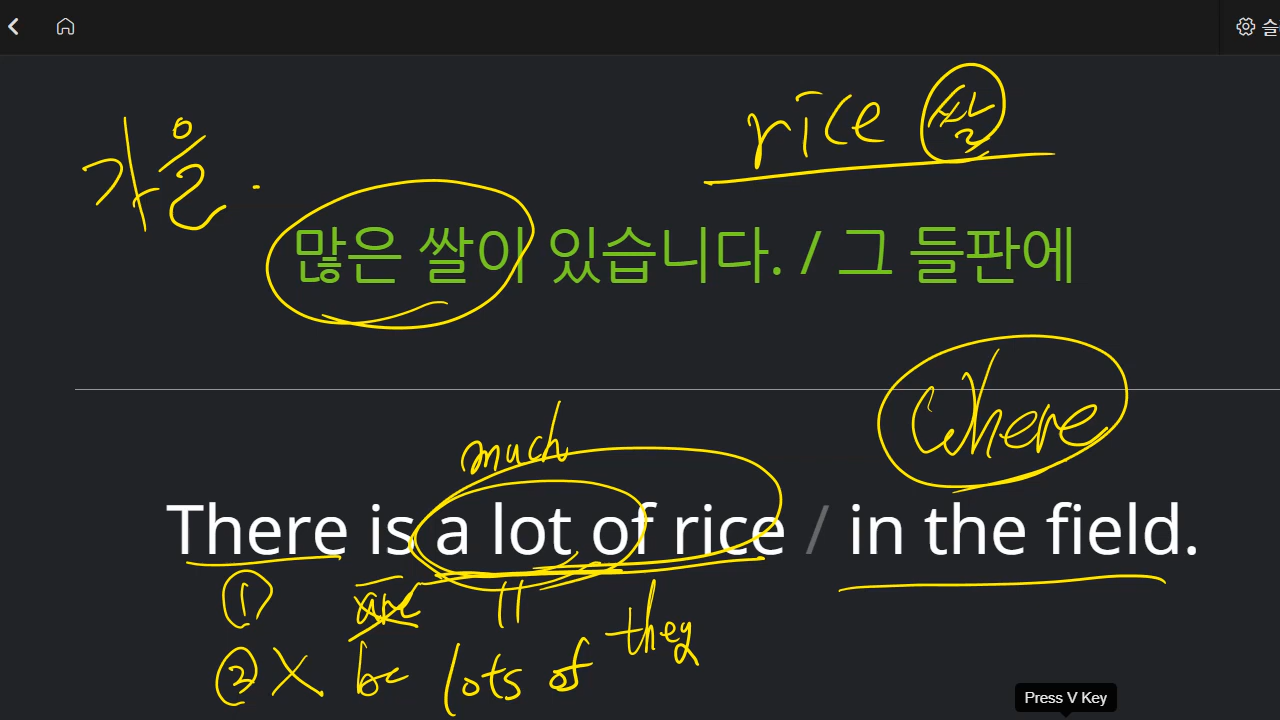 슬
rice 쌀
가을.
많은 쌀이 있습니다. / 그 들판에
where
much
There is a lot of rice / in the field.
① are || they
② X be lots of
Press V Key